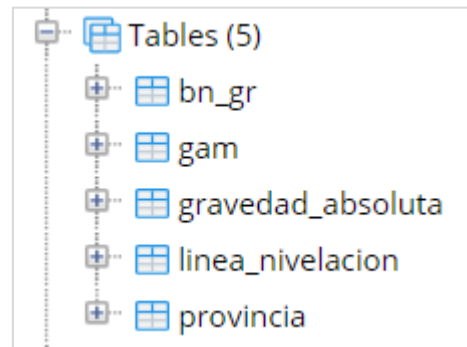 Tables (5)
bn_gr
gam
gravedad_absoluta
linea_nivelacion
provincia